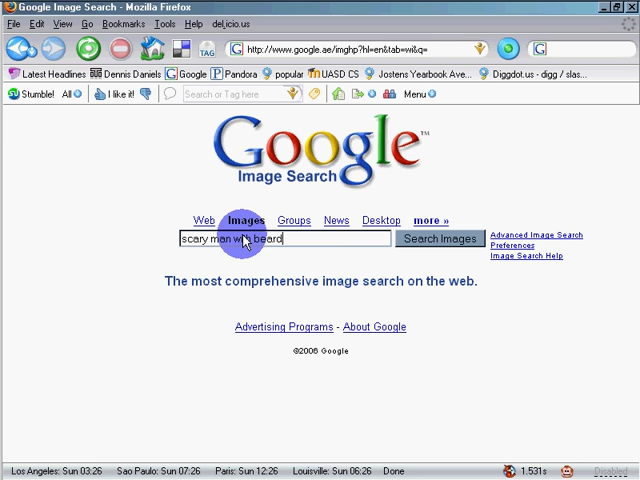 Google Image Search - Mozilla Firefox
File Edit View Go Bookmarks Tools Help del.icio.us
TAG http://www.google.ae/imghp?hl=en&tab=wi&q=
Latest Headlines Dennis Daniels Google Pandora popular UASD CS Jostens Yearbook Ave... Diggdot.us - digg / slas...
Stumble! All I like it! Search or Tag here Menu
Google™
Image Search
Web Images Groups News Desktop more »
scary man with beard Search Images
Advanced Image Search
Preferences
Image Search Help
The most comprehensive image search on the web.
Advertising Programs - About Google
©2006 Google
Los Angeles: Sun 03:26 Sao Paulo: Sun 07:26 Paris: Sun 12:26 Louisville: Sun 06:26 Done 1.531s Disabled